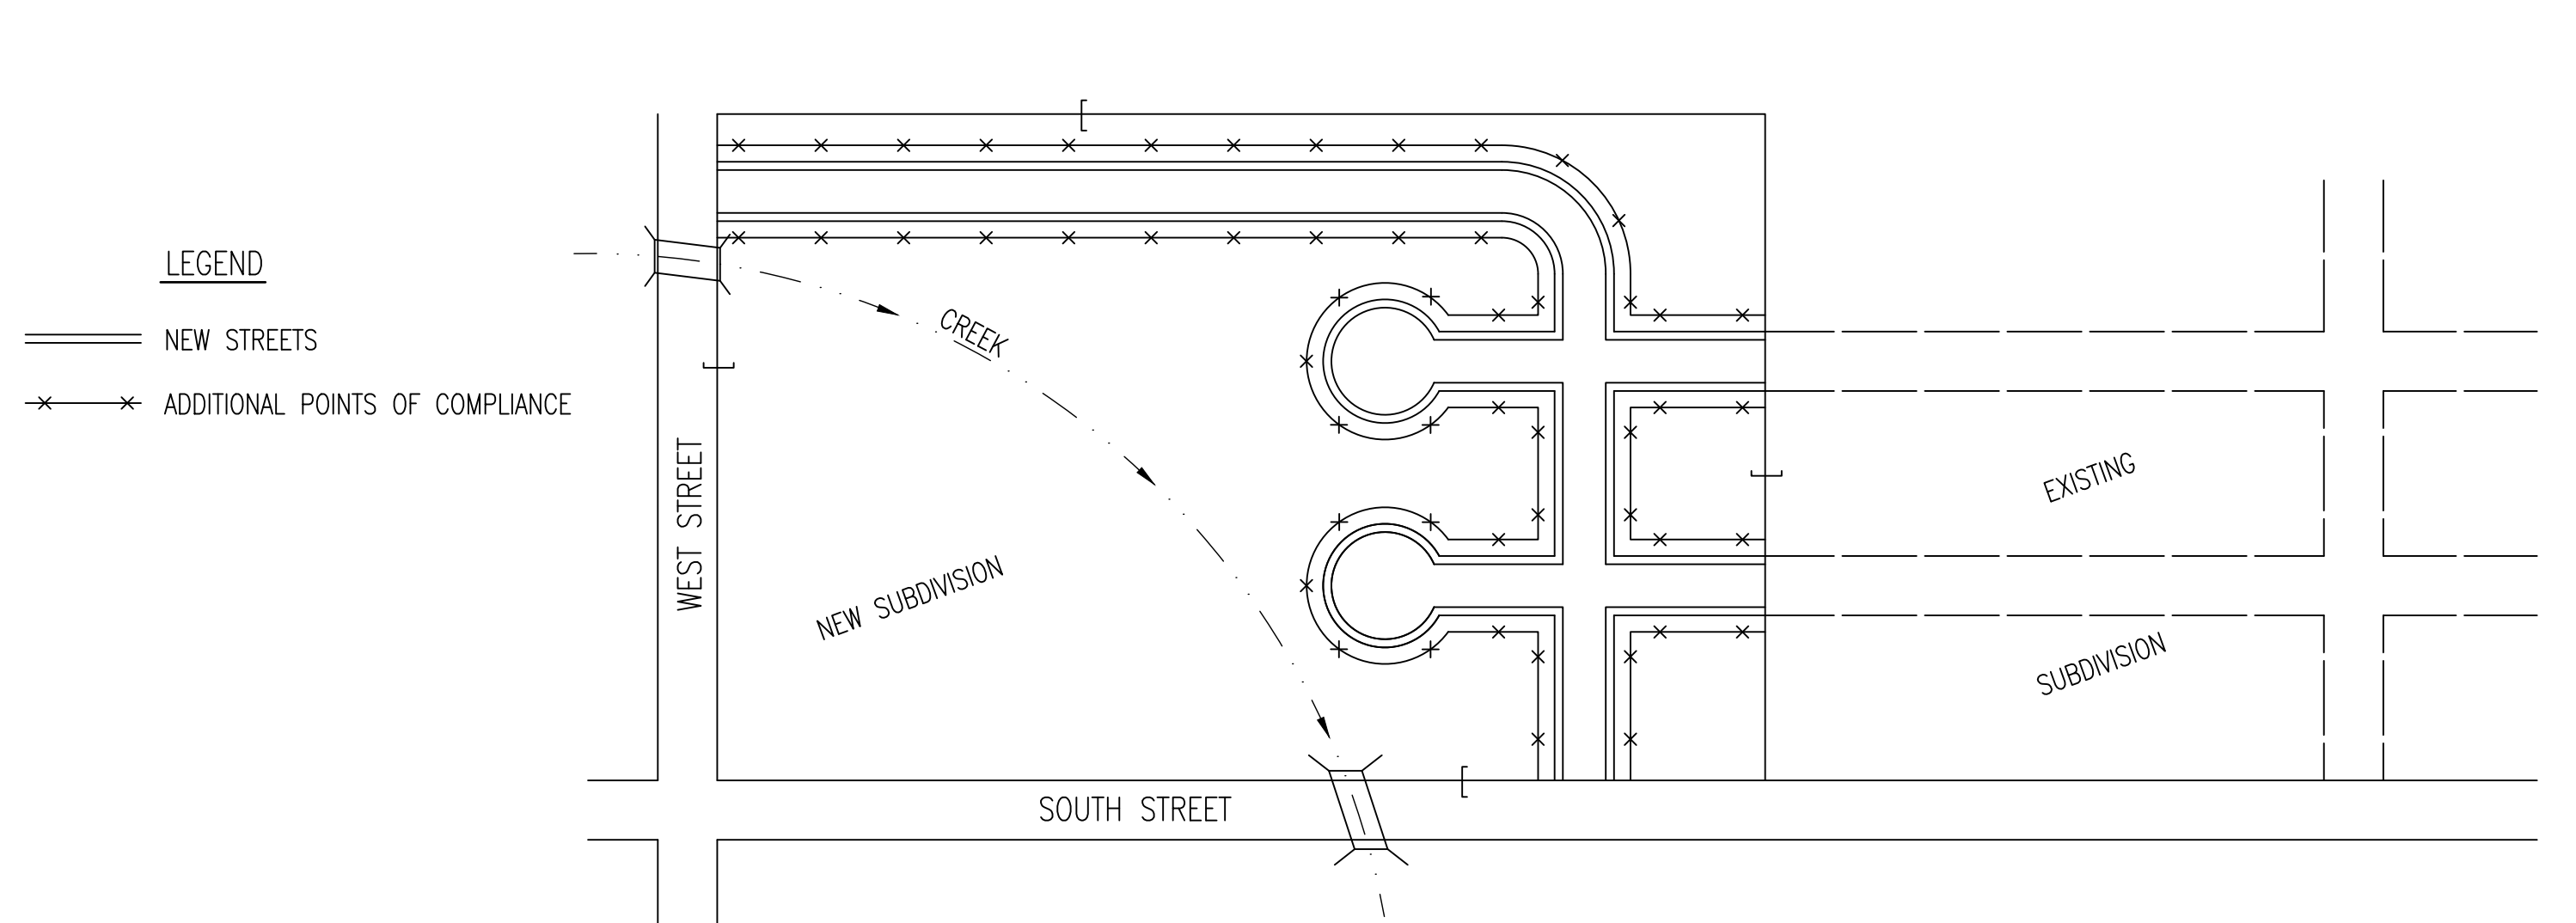 LEGEND
NEW STREETS
ADDITIONAL POINTS OF COMPLIANCE
CREEK
WEST STREET
NEW SUBDIVISION
SOUTH STREET
EXISTING
SUBDIVISION